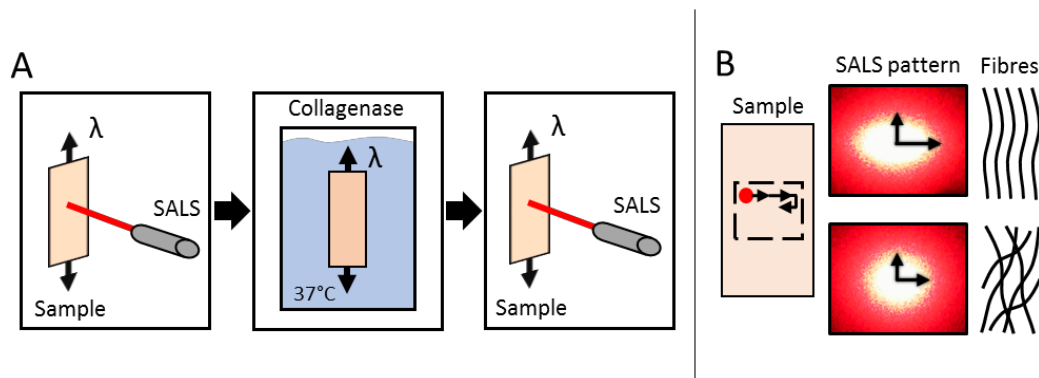 A
λ
SALS
Sample
Collagenase
λ
37°C
λ
SALS
Sample
B
SALS pattern
Fibres
Sample